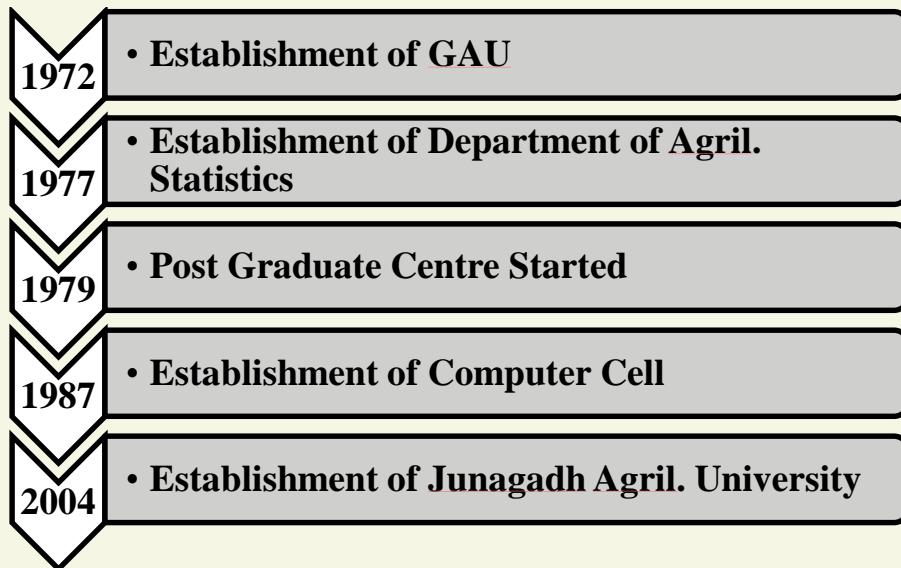 1972
• Establishment of GAU
1977
• Establishment of Department of Agril.
Statistics
1979
• Post Graduate Centre Started
1987
• Establishment of Computer Cell
2004
• Establishment of Junagadh Agril. University